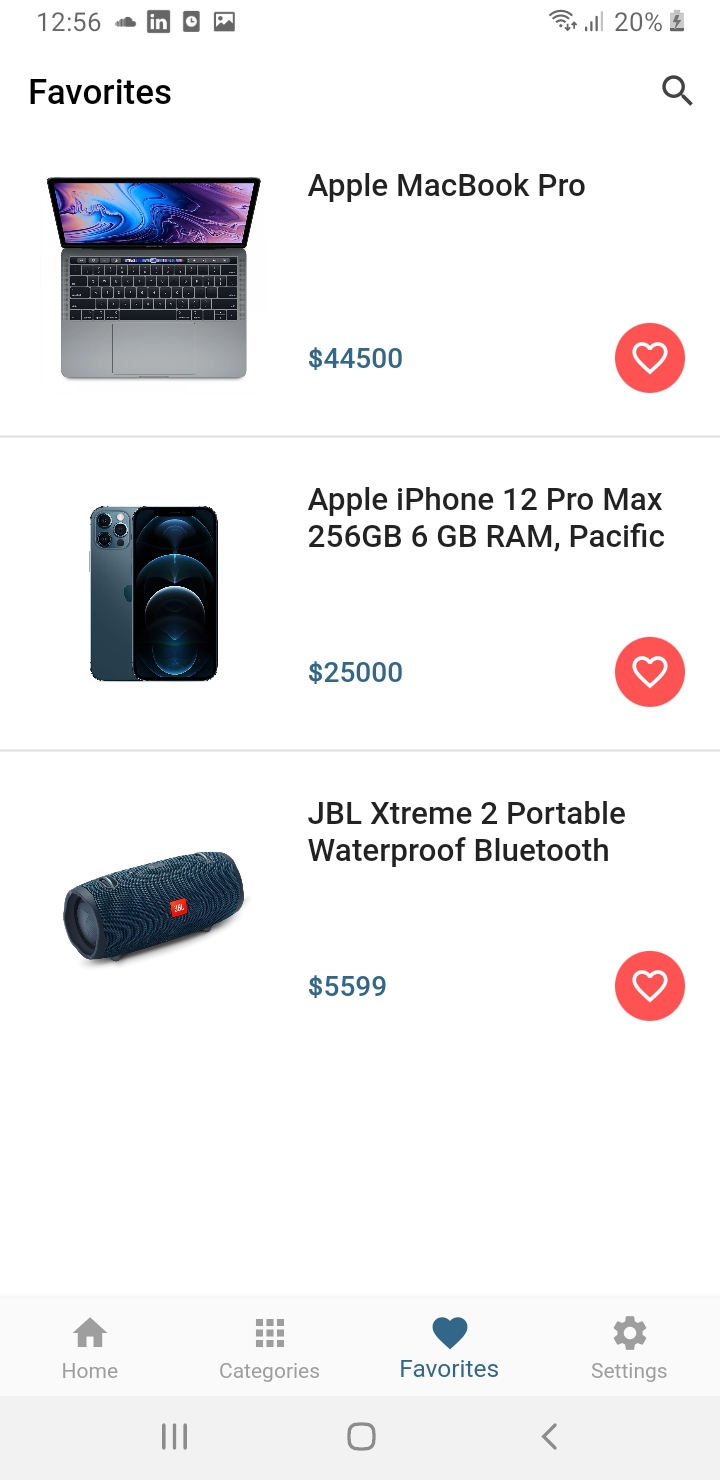 12:56
20%
Favorites
Apple MacBook Pro
$44500
Apple iPhone 12 Pro Max
256GB 6 GB RAM, Pacific
$25000
JBL Xtreme 2 Portable
Waterproof Bluetooth
JBL
$5599
Home
Categories
Favorites
Settings